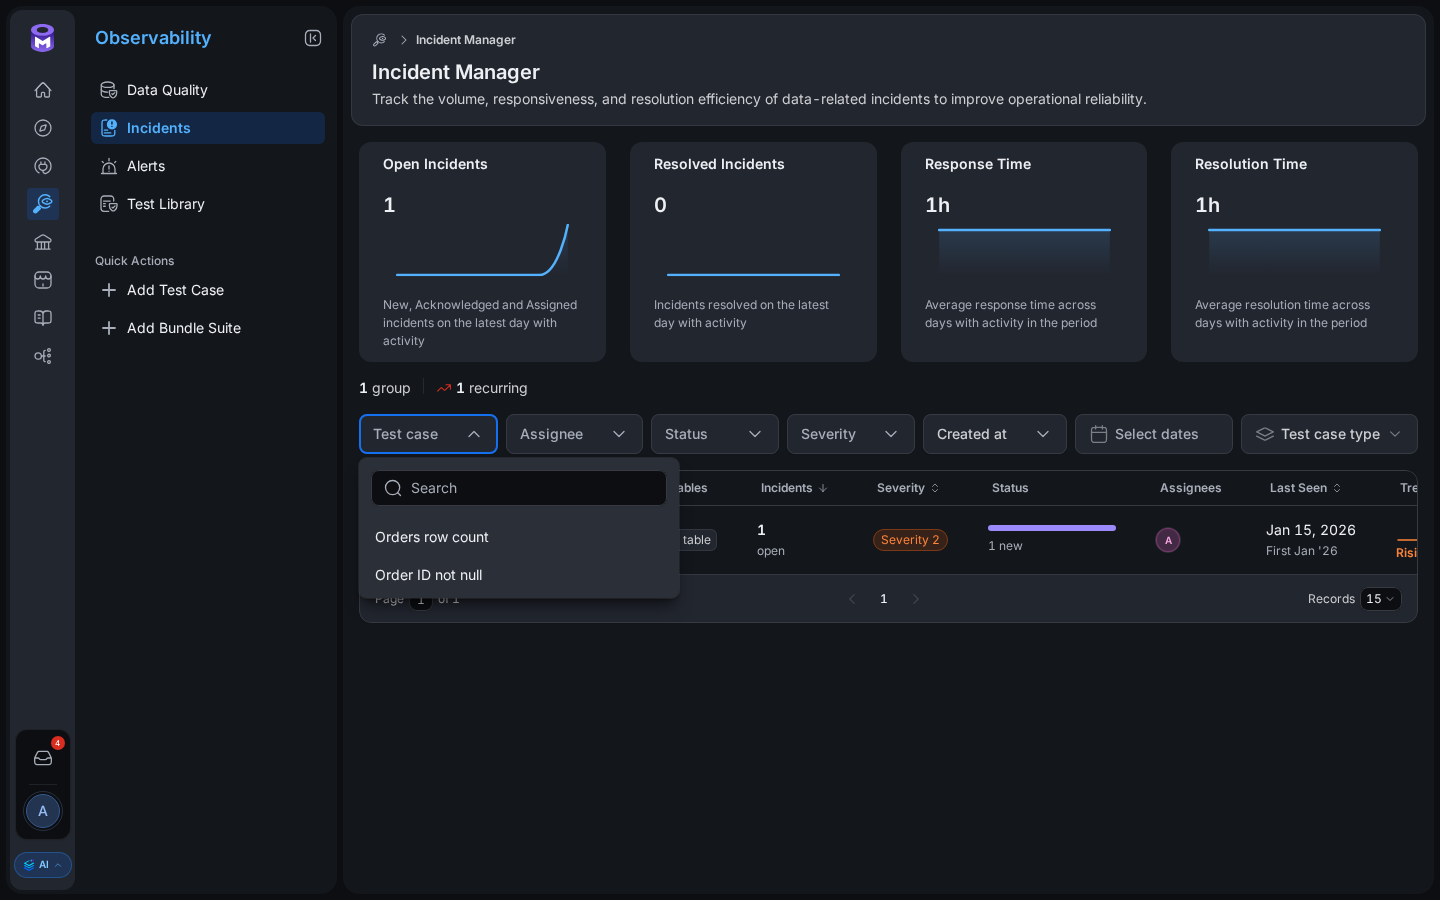 Observability
Data Quality
Incidents
Alerts
Test Library
Quick Actions
Add Test Case
Add Bundle Suite
4
A
AI
Incident Manager
Incident Manager
Track the volume, responsiveness, and resolution efficiency of data-related incidents to improve operational reliability.
Open Incidents
1
New, Acknowledged and Assigned
incidents on the latest day with
activity
Resolved Incidents
0
Incidents resolved on the latest
day with activity
Response Time
1h
Average response time across
days with activity in the period
Resolution Time
1h
Average resolution time across
days with activity in the period
1 group 1 recurring
Test case Assignee Status Severity Created at Select dates Test case type
Search
Orders row count
Order ID not null
ables Incidents Severity Status Assignees Last Seen Tre
table 1 Severity 2 A Jan 15, 2026
open 1 new First Jan '26 Risi
Page 1 of 1 1 Records 15